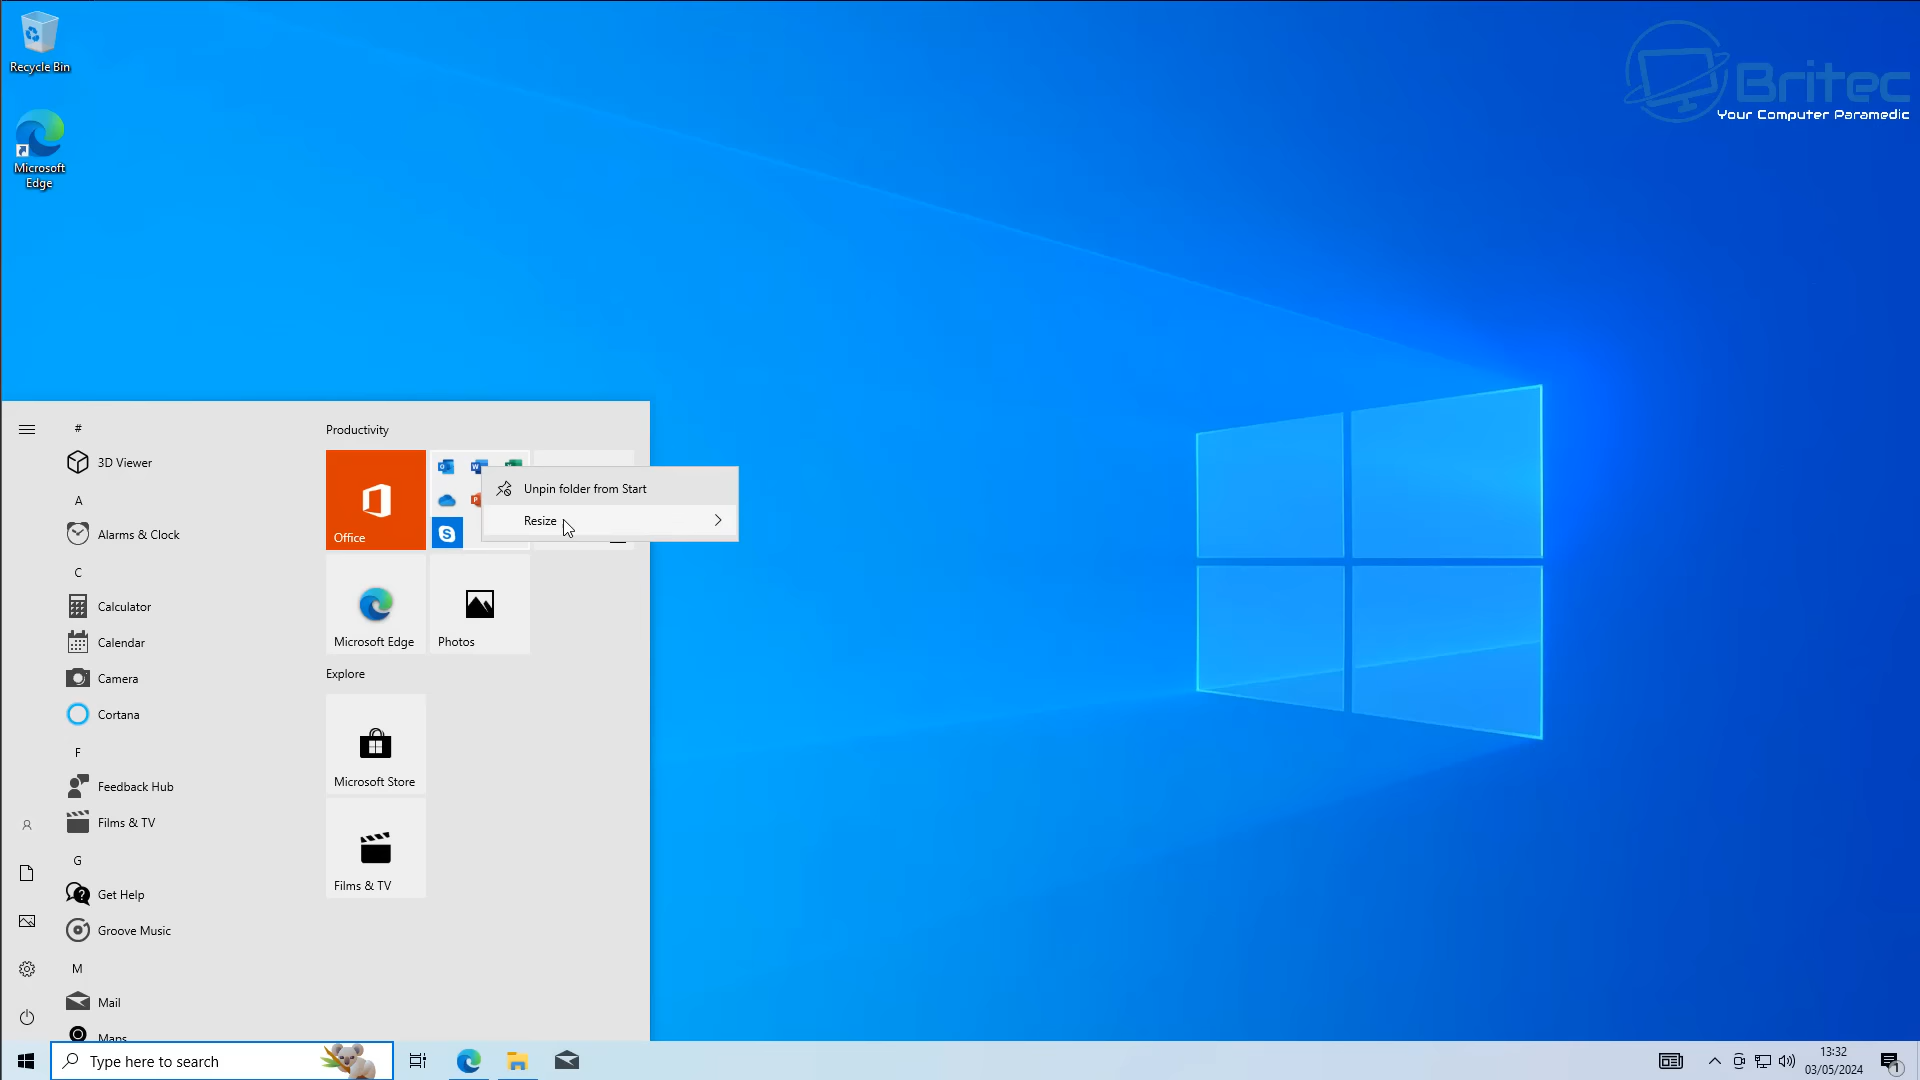 Recycle Bin
Microsoft
Edge
Britec
Your Computer Paramedic
#
3D Viewer
A
Alarms & Clock
C
Calculator
Calendar
Camera
Cortana
F
Feedback Hub
Films & TV
G
Get Help
Groove Music
M
Mail
Maps
Productivity
Office
Unpin folder from Start
Resize
Microsoft Edge
Photos
Explore
Microsoft Store
Films & TV
Type here to search
13:32
03/05/2024
1